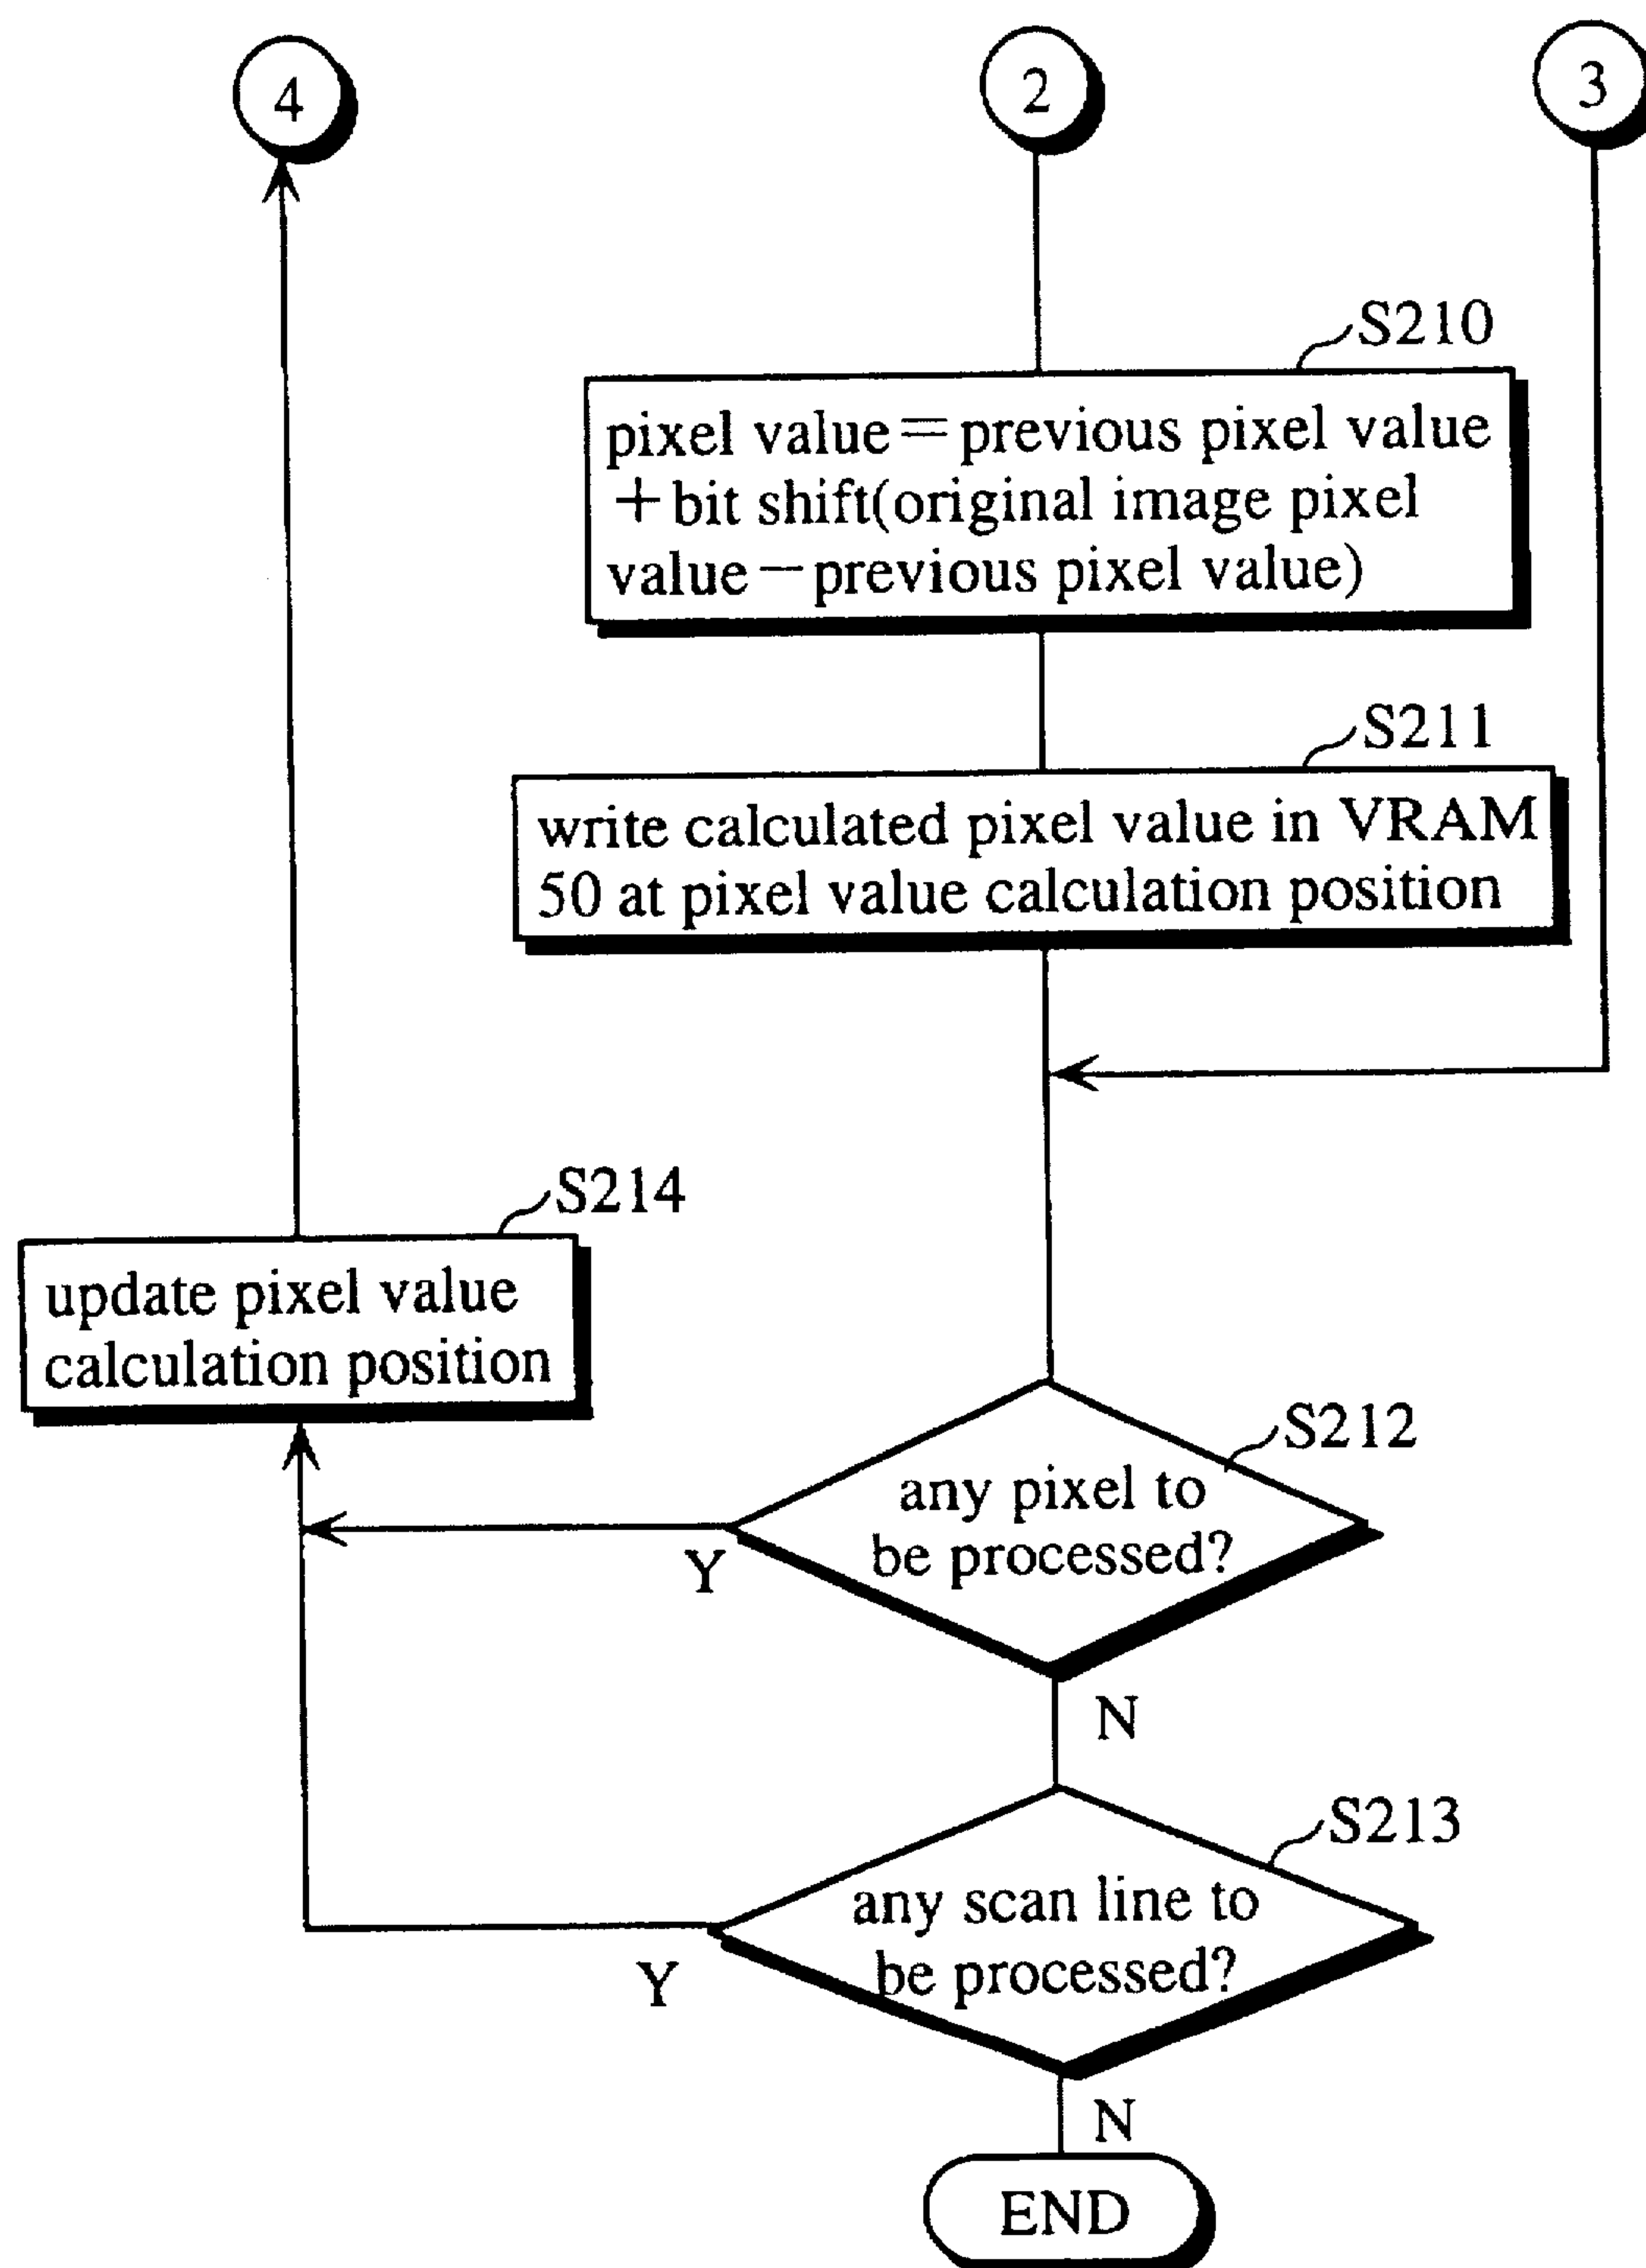 4
2
3
S210
pixel value=previous pixel value
+bit shift(original image pixel
value-previous pixel value)
S211
write calculated pixel value in VRAM
50 at pixel value calculation position
S214
update pixel value
calculation position
S212
any pixel to
be processed?
Y
N
S213
any scan line to
be processed?
Y
N
END